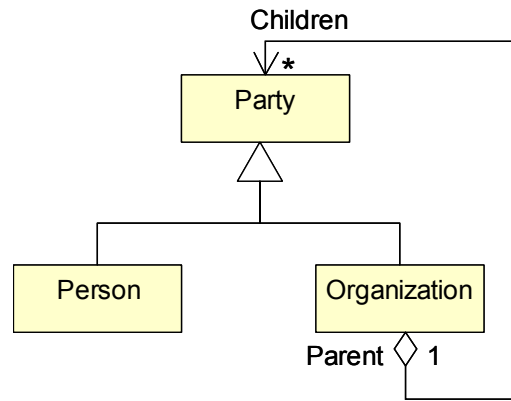 Children
*
Party
Person
Organization
Parent 1